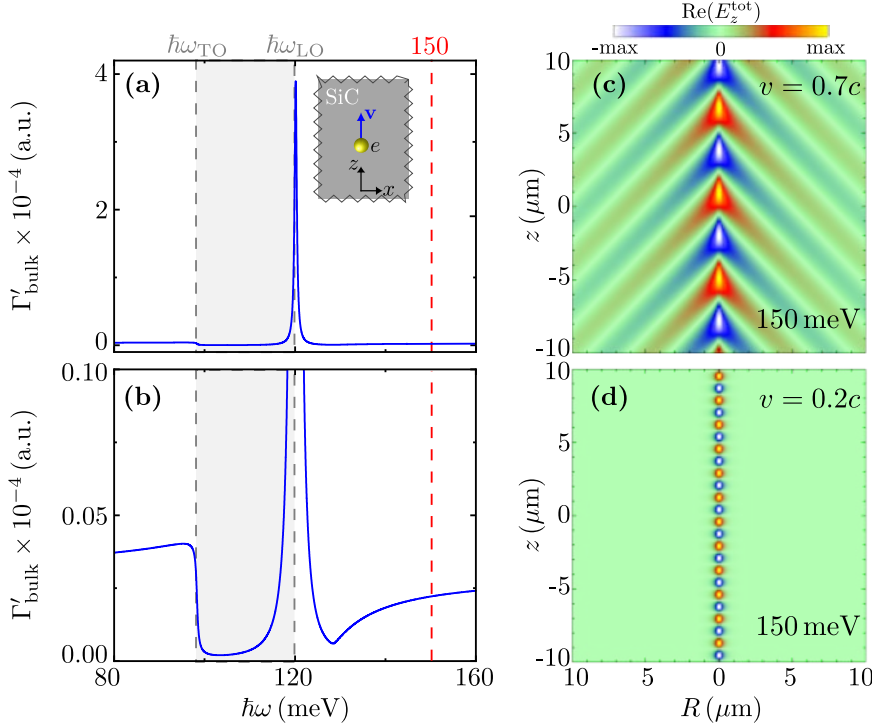 ℏω_TO ℏω_LO 150
(a)
SiC
v
e
z
x
Γ′_bulk × 10⁻⁴ (a.u.)
4
2
0
(b)
Γ′_bulk × 10⁻⁴ (a.u.)
0.10
0.05
0.00
80 100 120 140 160
ℏω (meV)
Re(E_z^tot)
-max 0 max
(c) v = 0.7c
z (μm)
10
5
0
-5
-10
150 meV
(d) v = 0.2c
z (μm)
10
5
0
-5
-10
150 meV
10 5 0 5 10
R (μm)